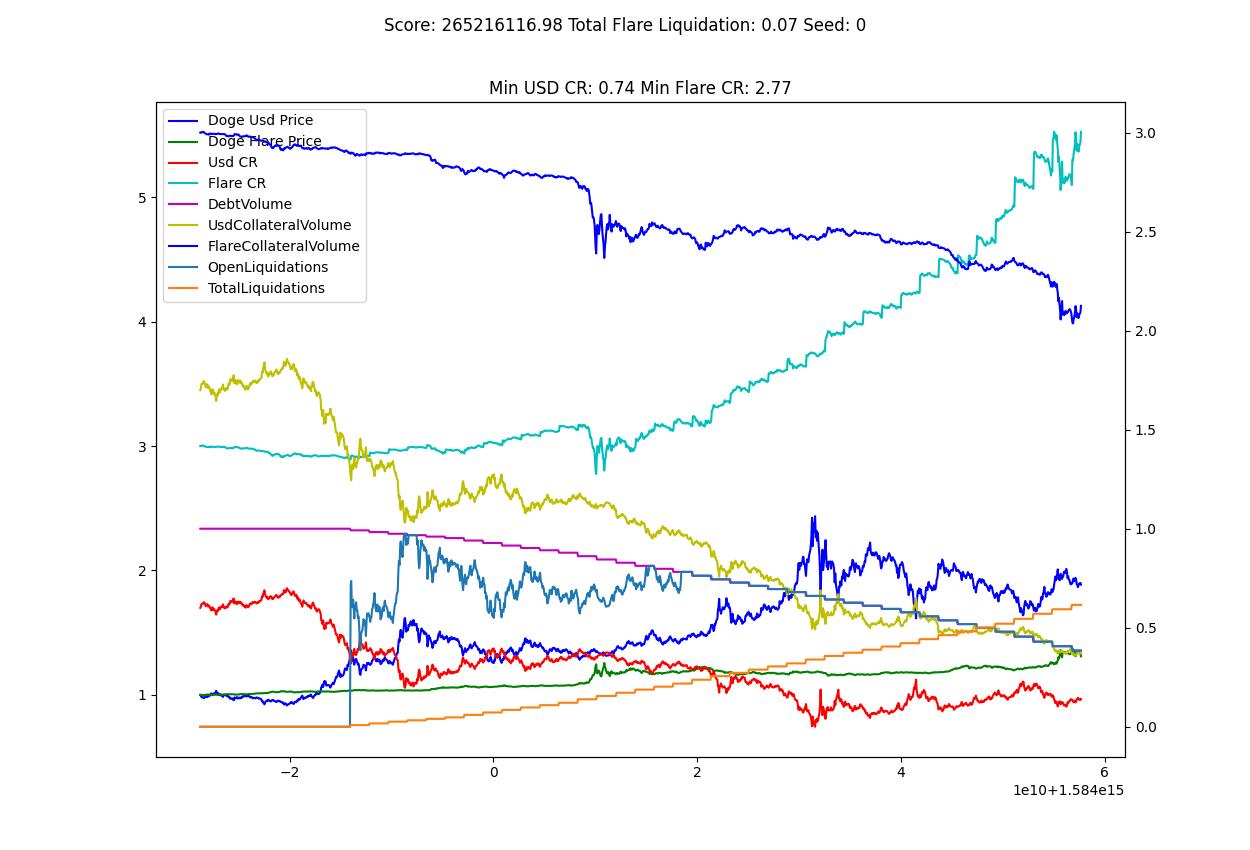 Score: 265216116.98 Total Flare Liquidation: 0.07 Seed: 0
Min USD CR: 0.74 Min Flare CR: 2.77
Doge Usd Price
Doge Flare Price
Usd CR
Flare CR
DebtVolume
UsdCollateralVolume
FlareCollateralVolume
OpenLiquidations
TotalLiquidations
5
4
3
2
1
3.0
2.5
2.0
1.5
1.0
0.5
0.0
−2
0
2
4
6
1e10+1.584e15